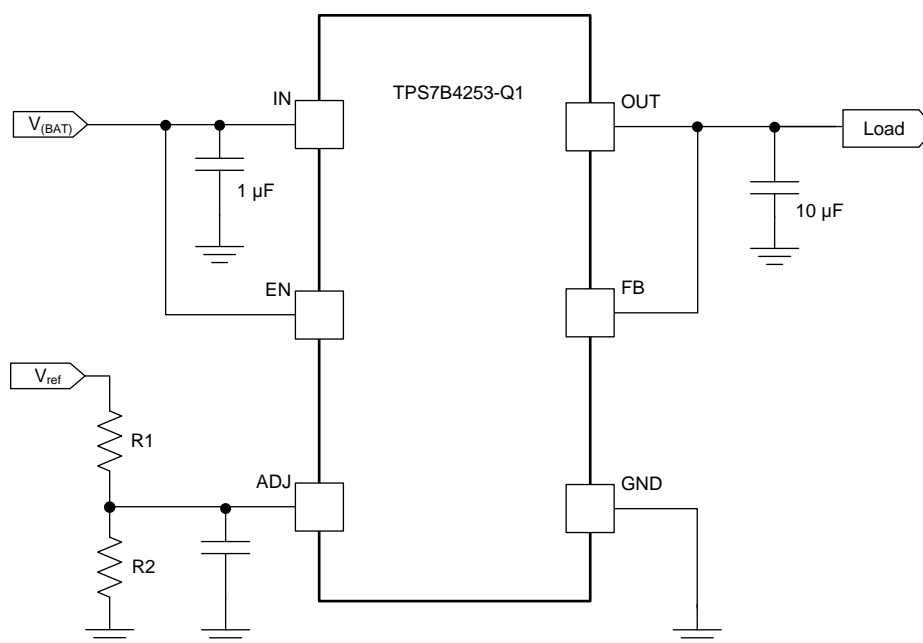 TPS7B4253-Q1
IN
OUT
V(BAT)
Load
1 µF
10 µF
EN
FB
Vref
R1
ADJ
GND
R2